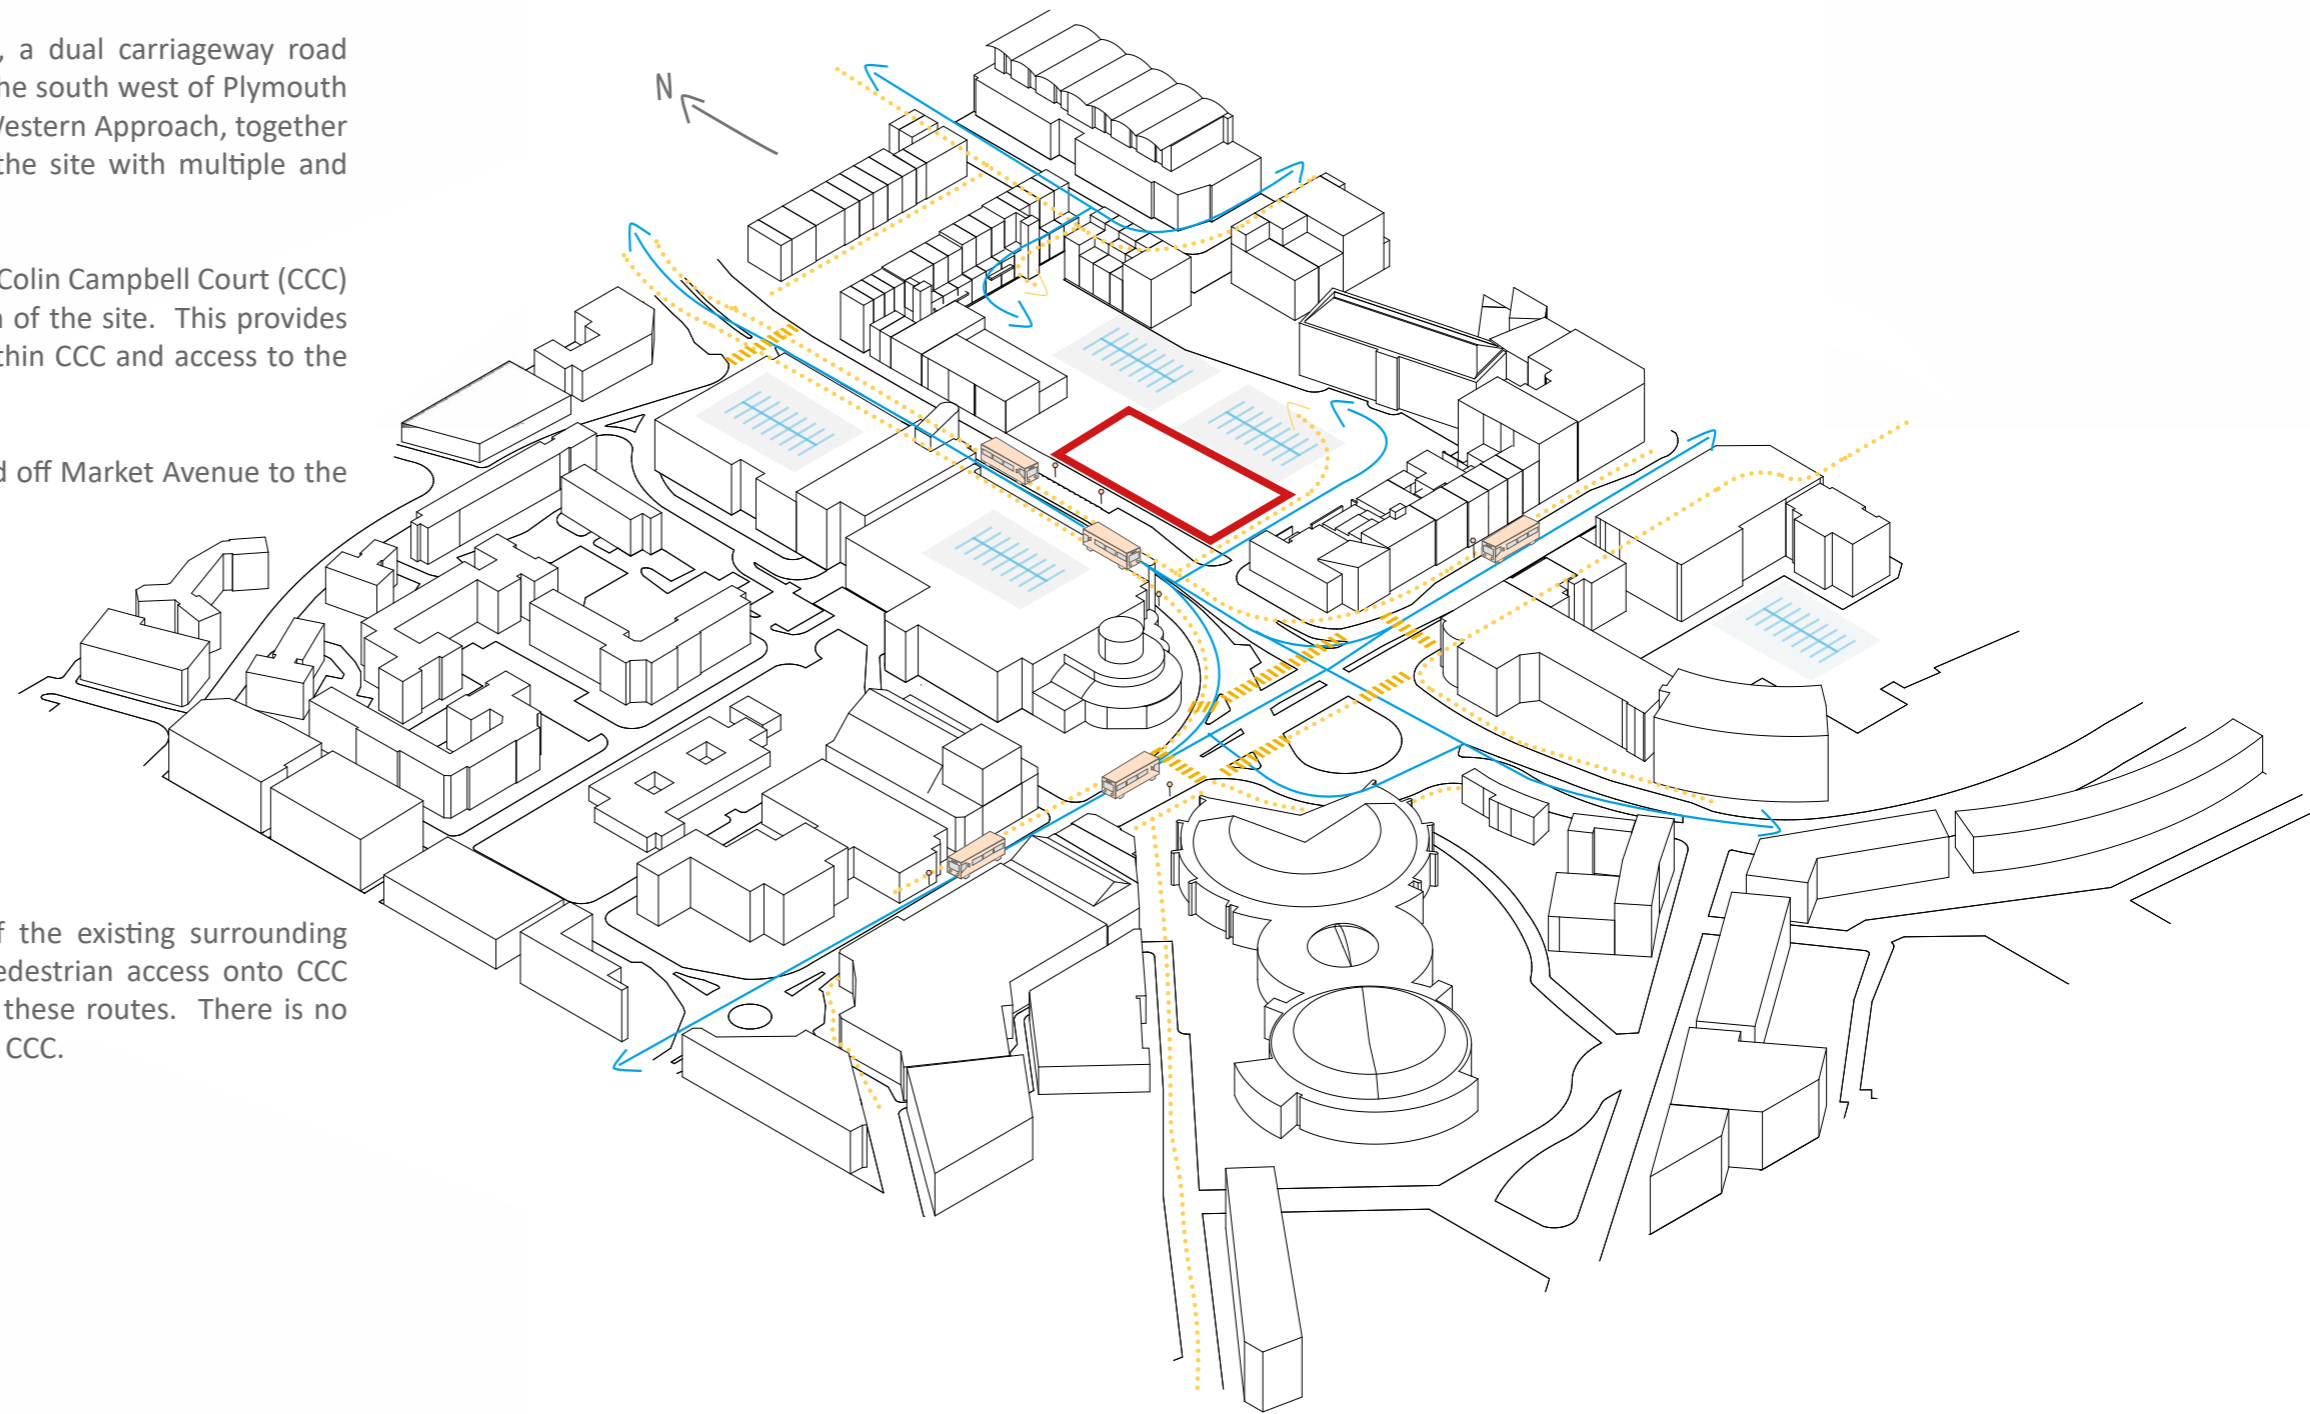 , a dual carriageway road
he south west of Plymouth
Western Approach, together
the site with multiple and
Colin Campbell Court (CCC)
of the site. This provides
thin CCC and access to the
d off Market Avenue to the
f the existing surrounding
edestrian access onto CCC
these routes. There is no
CCC.
N